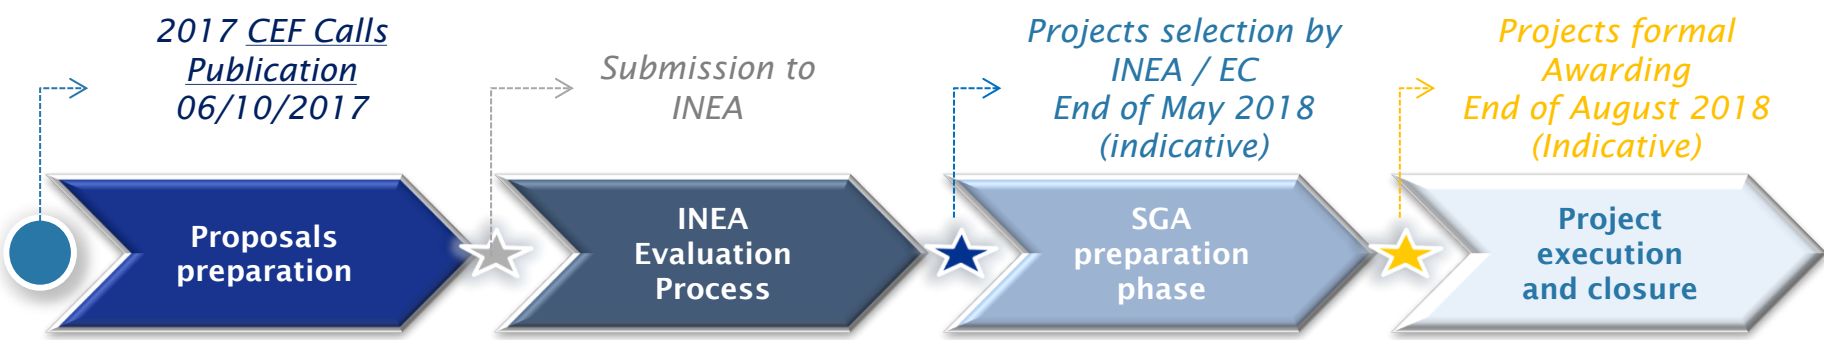 2017 CEF Calls
Publication
06/10/2017
Submission to
INEA
Projects selection by
INEA / EC
End of May 2018
(indicative)
Projects formal
Awarding
End of August 2018
(Indicative)
Proposals
preparation
INEA
Evaluation
Process
SGA
preparation
phase
Project
execution
and closure